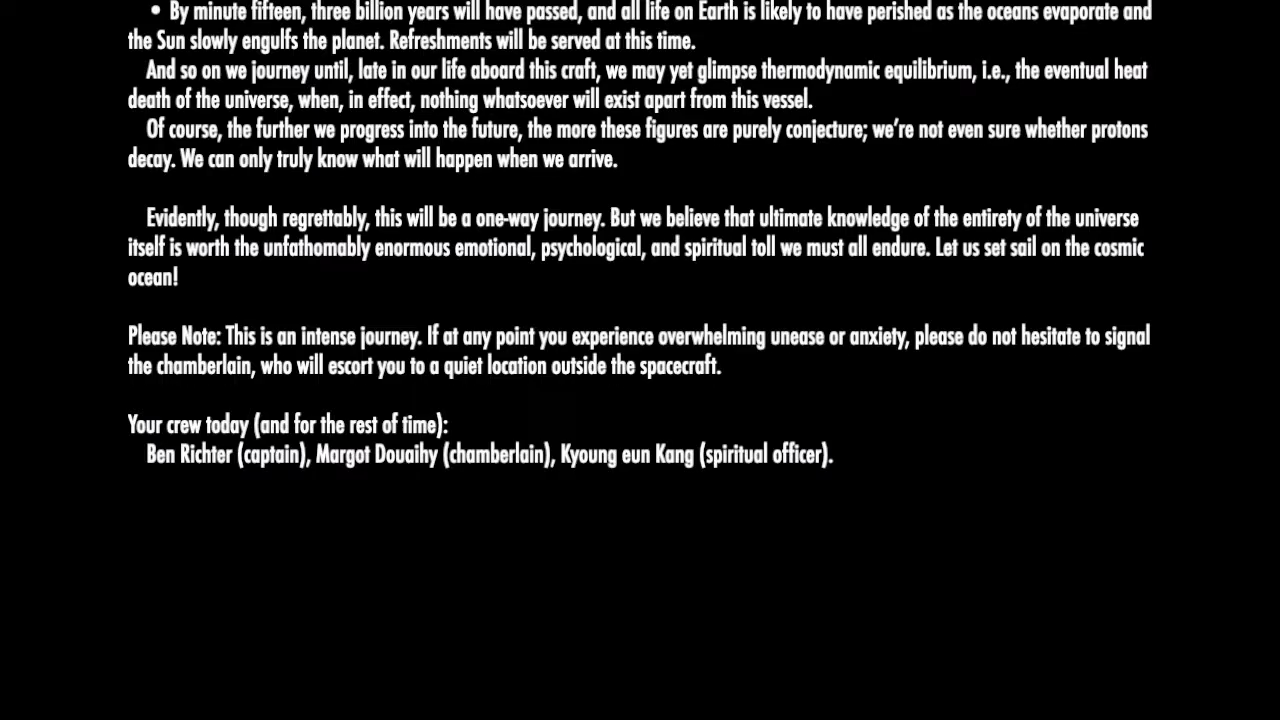 • By minute fifteen, three billion years will have passed, and all life on Earth is likely to have perished as the oceans evaporate and
the Sun slowly engulfs the planet. Refreshments will be served at this time.
And so on we journey until, late in our life aboard this craft, we may yet glimpse thermodynamic equilibrium, i.e., the eventual heat
death of the universe, when, in effect, nothing whatsoever will exist apart from this vessel.
Of course, the further we progress into the future, the more these figures are purely conjecture; we’re not even sure whether protons
decay. We can only truly know what will happen when we arrive.
Evidently, though regrettably, this will be a one-way journey. But we believe that ultimate knowledge of the entirety of the universe
itself is worth the unfathomably enormous emotional, psychological, and spiritual toll we must all endure. Let us set sail on the cosmic
ocean!
Please Note: This is an intense journey. If at any point you experience overwhelming unease or anxiety, please do not hesitate to signal
the chamberlain, who will escort you to a quiet location outside the spacecraft.
Your crew today (and for the rest of time):
Ben Richter (captain), Margot Douaihy (chamberlain), Kyoung eun Kang (spiritual officer).